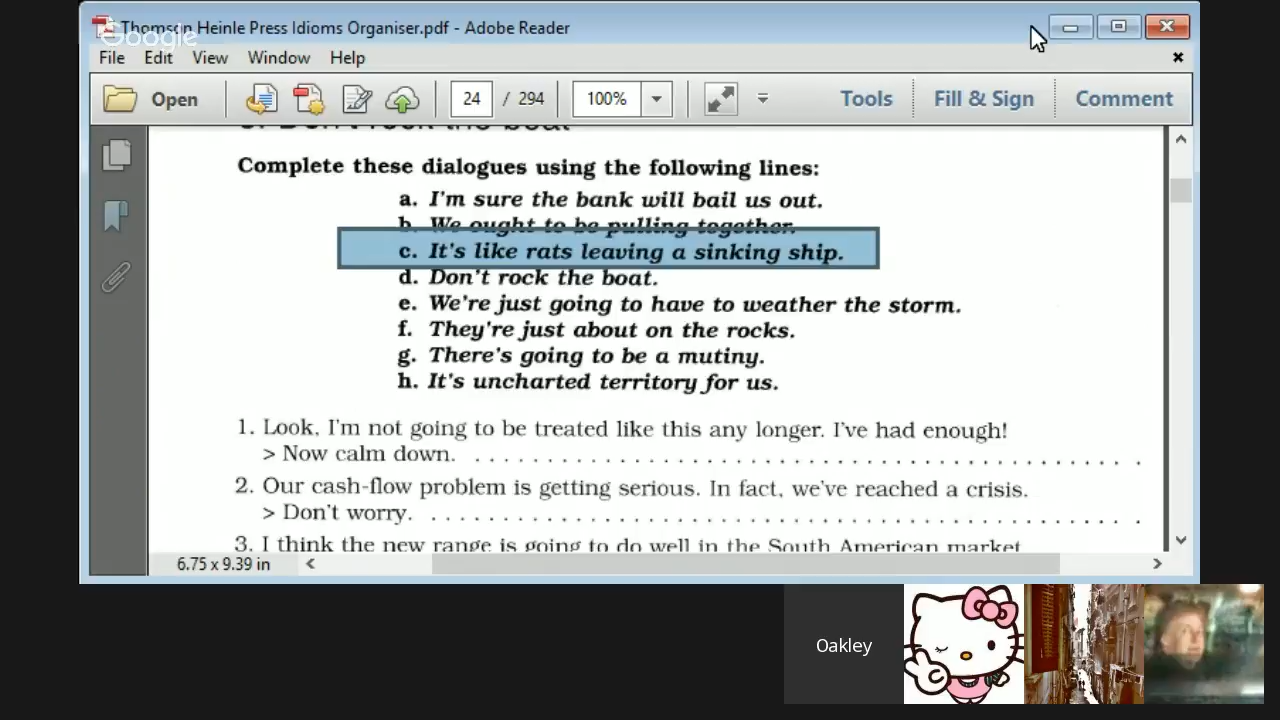 Thomson Heinle Press Idioms Organiser.pdf - Adobe Reader
Google
File Edit View Window Help
Open 24 / 294 100% Tools Fill & Sign Comment
Don't rock the boat
Complete these dialogues using the following lines:
a. I'm sure the bank will bail us out.
b. We ought to be pulling together.
c. It's like rats leaving a sinking ship.
d. Don't rock the boat.
e. We're just going to have to weather the storm.
f. They're just about on the rocks.
g. There's going to be a mutiny.
h. It's uncharted territory for us.
1. Look, I'm not going to be treated like this any longer. I've had enough!
> Now calm down. . . . . . . . . . . . . . . . . . . . . . . . . . . . . . . . . . . . . . . . . . . .
2. Our cash-flow problem is getting serious. In fact, we've reached a crisis.
> Don't worry. . . . . . . . . . . . . . . . . . . . . . . . . . . . . . . . . . . . . . . . . . . . . . .
3. I think the new range is going to do well in the South American market
6.75 x 9.39 in
Oakley